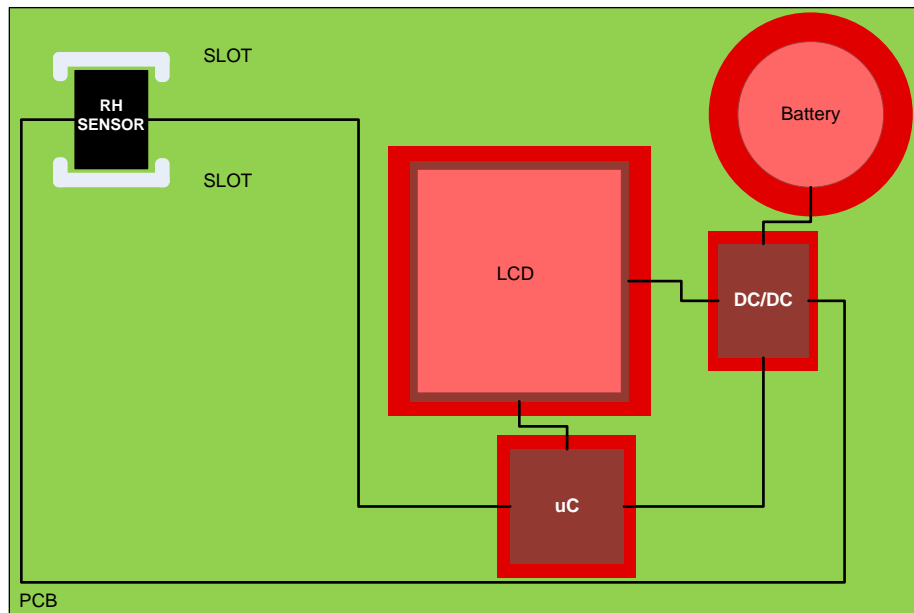 SLOT
RH
SENSOR
SLOT
Battery
LCD
DC/DC
uC
PCB